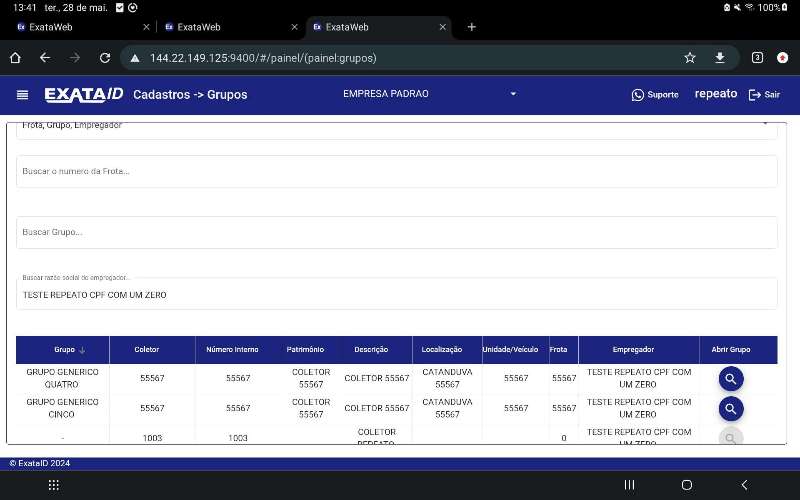 13:41 ter., 28 de mai. 100%
ExataWeb ExataWeb ExataWeb
144.22.149.125:9400/#/painel/(painel:grupos) 3
EXATAID Cadastros -> Grupos EMPRESA PADRAO Suporte repeato Sair
Frota, Grupo, Empregador
Buscar o numero da Frota...
Buscar Grupo...
Buscar razão social do empregador...
TESTE REPEATO CPF COM UM ZERO
Grupo Coletor Número Interno Patrimônio Descrição Localização Unidade/Veículo Frota Empregador Abrir Grupo
GRUPO GENERICO QUATRO 55567 55567 COLETOR 55567 COLETOR 55567 CATANDUVA 55567 55567 55567 TESTE REPEATO CPF COM UM ZERO
GRUPO GENERICO CINCO 55567 55567 COLETOR 55567 COLETOR 55567 CATANDUVA 55567 55567 55567 TESTE REPEATO CPF COM UM ZERO
- 1003 1003 COLETOR REPEATO 0 TESTE REPEATO CPF COM UM ZERO
© ExataID 2024